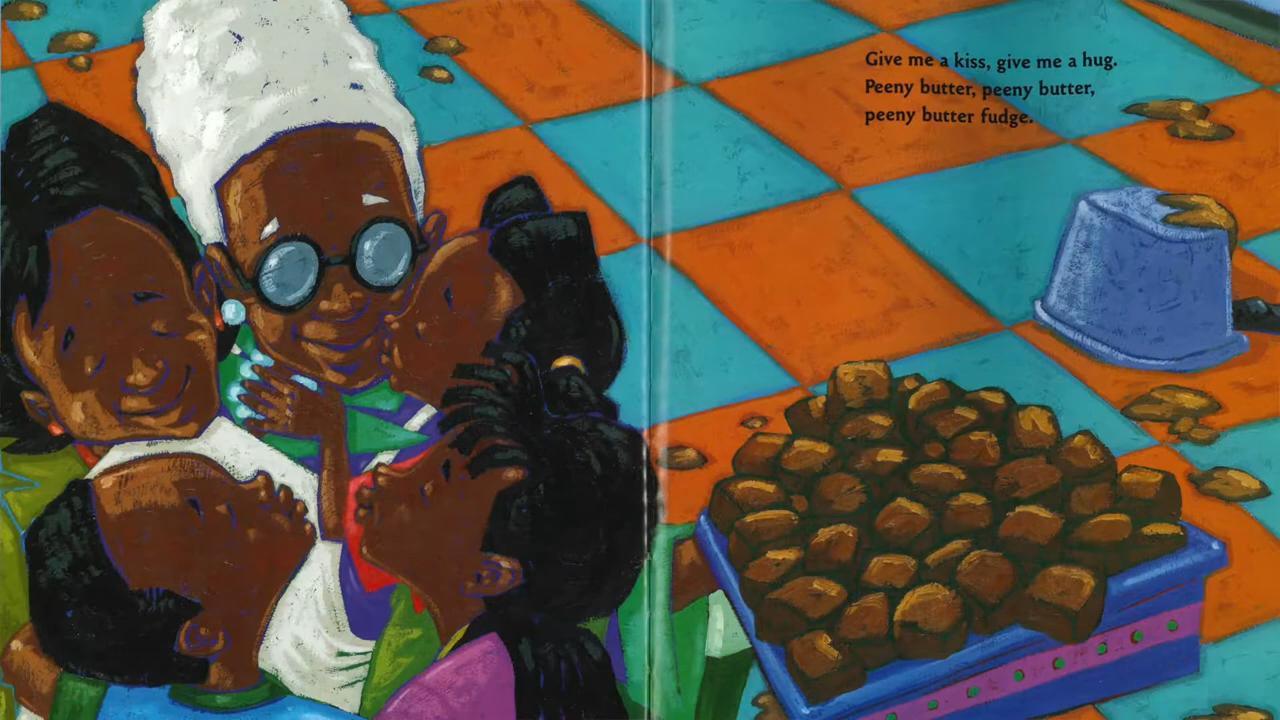 Give me a kiss, give me a hug.
Peeny butter, peeny butter,
peeny butter fudge.